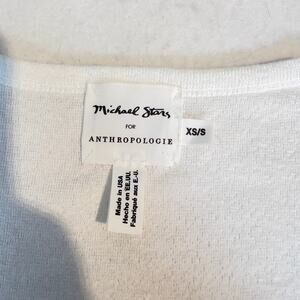 Michael Stars
FOR
ANTHROPOLOGIE
XS/S
Made in USA
Hecho en EE.UU.
Fabriqué aux E.-U.